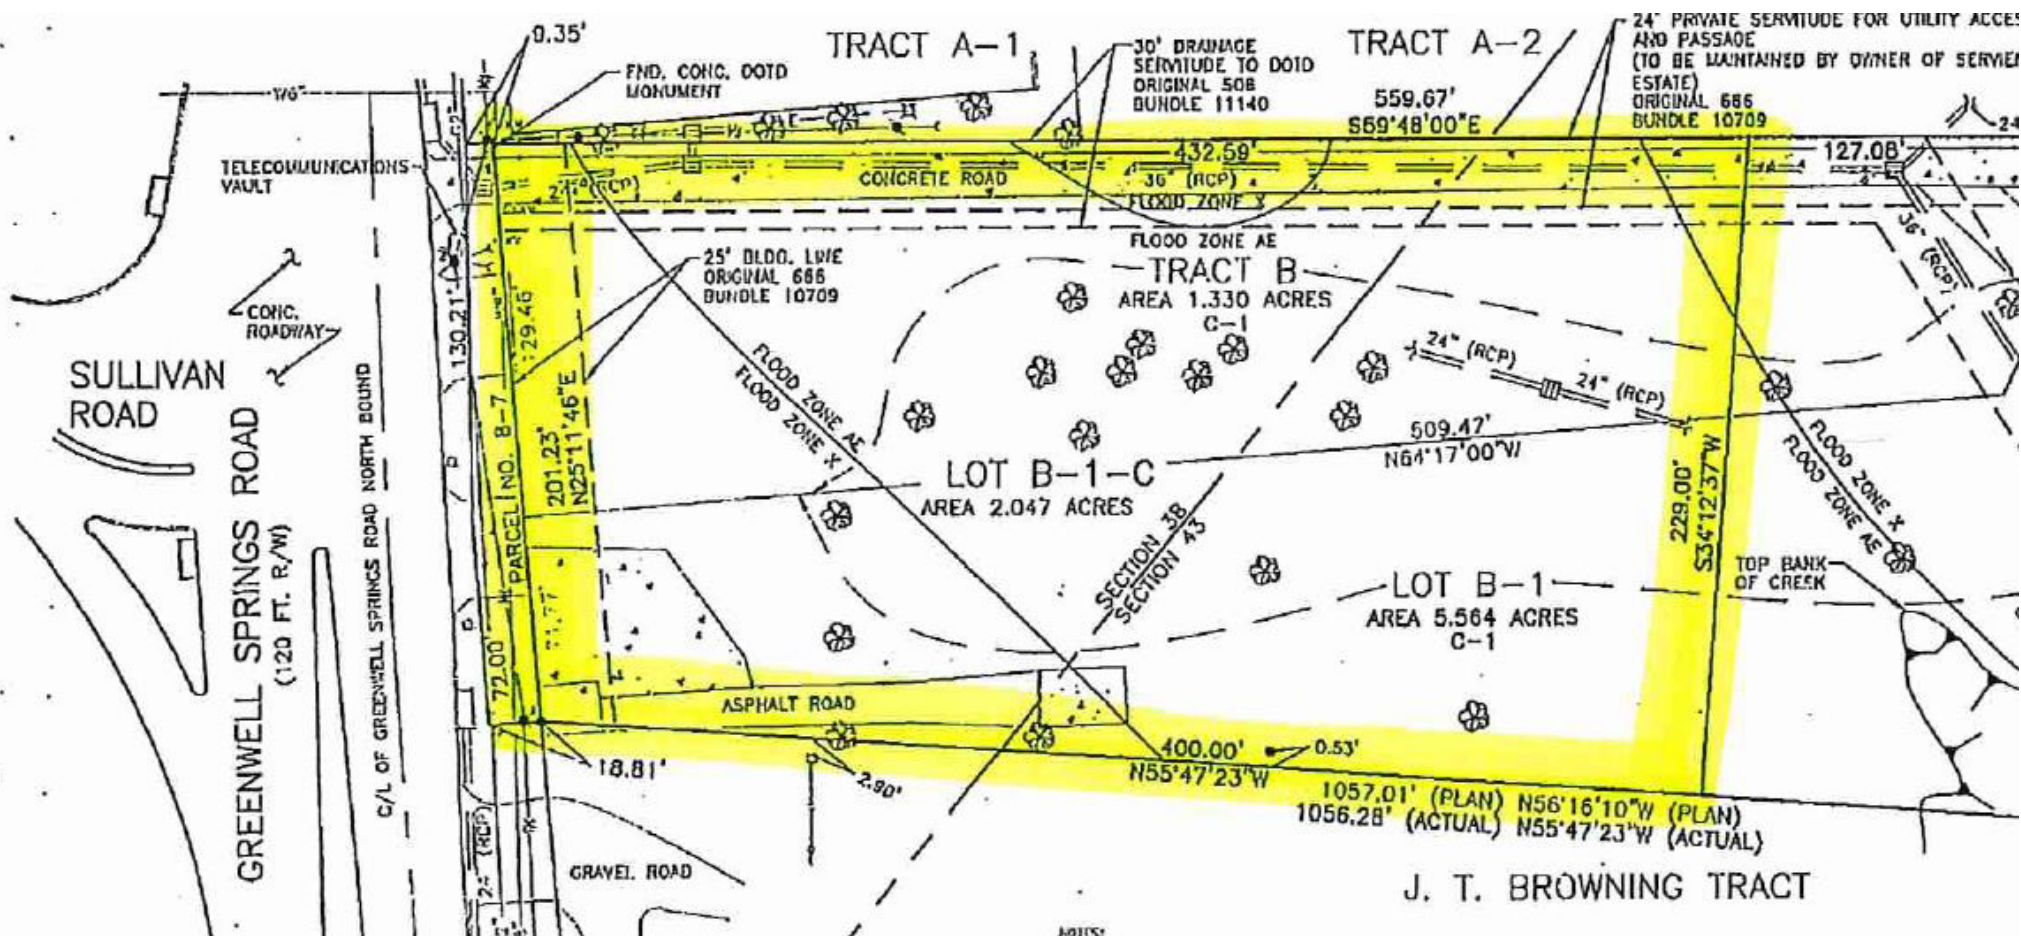 0.35'
TRACT A-1
TRACT A-2
FND. CONC. DOTD
MONUMENT
30' DRAINAGE
SERVITUDE TO DOTD
ORIGINAL 508
BUNDLE 11140
24' PRIVATE SERVITUDE FOR UTILITY ACCES
AND PASSAGE
(TO BE MAINTAINED BY OWNER OF SERVIEN
ESTATE)
ORIGINAL 666
BUNDLE 10709
559.67'
S59°48'00"E
432.59'
127.08'
24
TELECOMMUNICATIONS
VAULT
(RCP)
CONCRETE ROAD
36" (RCP)
FLOOD ZONE X
FLOOD ZONE AE
36" (RCP)
25' BLDG. LINE
ORIGINAL 666
BUNDLE 10709
TRACT B
AREA 1.330 ACRES
C-1
CONC.
ROADWAY
130.21'
SULLIVAN
ROAD
GREENWELL SPRINGS ROAD
(120 FT. R/W)
C/L OF GREENWELL SPRINGS ROAD NORTH BOUND
PARCEL NO. 8-7
201.23'
N25°11'46"E
FLOOD ZONE AE
FLOOD ZONE X
24" (RCP)
24" (RCP)
509.47'
N64°17'00"W
LOT B-1-C
AREA 2.047 ACRES
SECTION 38
SECTION 43
229.00'
S34°12'37"W
FLOOD ZONE X
FLOOD ZONE AE
TOP BANK
OF CREEK
LOT B-1
AREA 5.564 ACRES
C-1
71.77'
72.00'
ASPHALT ROAD
18.81'
2.90'
400.00'
N55°47'23"W
0.53'
1057.01' (PLAN) N56°16'10"W (PLAN)
1056.28' (ACTUAL) N55°47'23"W (ACTUAL)
24" (RCP)
GRAVEL ROAD
J. T. BROWNING TRACT
NOTES: